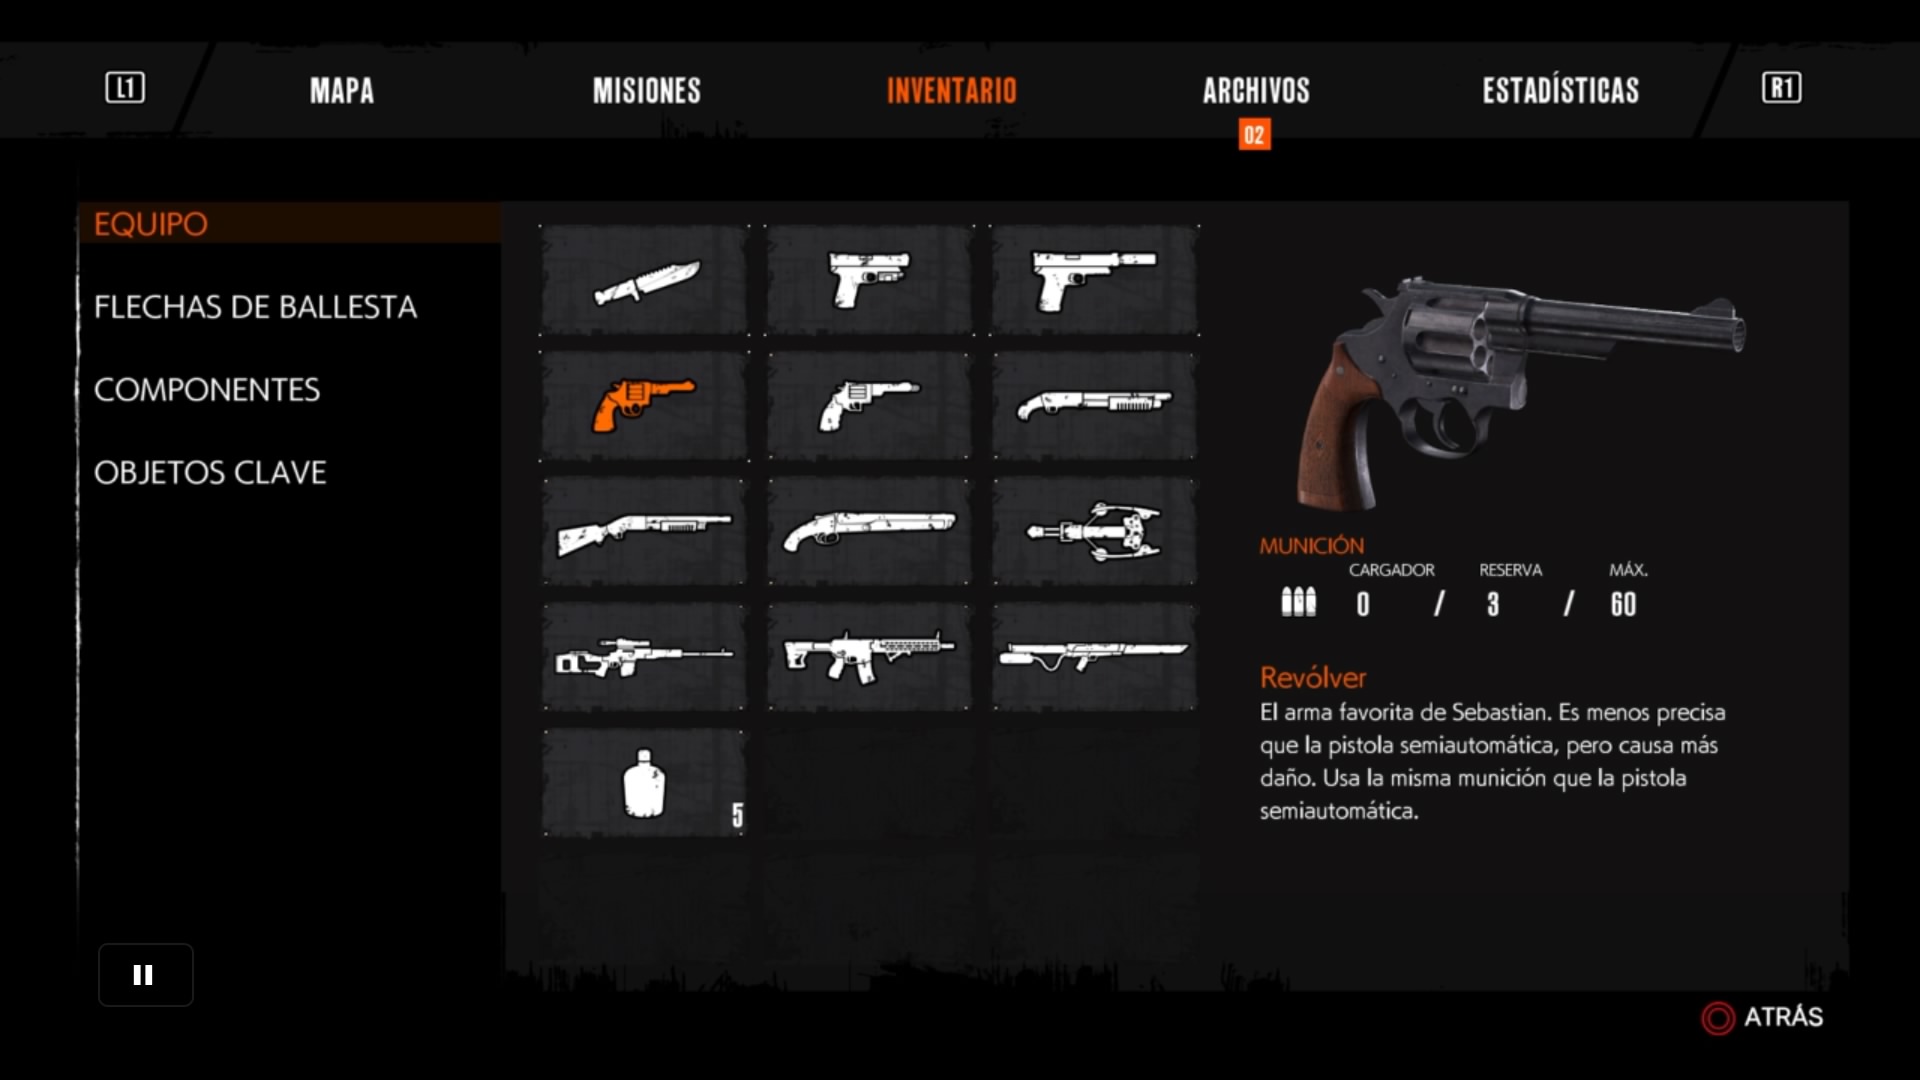 L1
MAPA
MISIONES
INVENTARIO
ARCHIVOS
ESTADÍSTICAS
R1
02
EQUIPO
FLECHAS DE BALLESTA
COMPONENTES
OBJETOS CLAVE
5
MUNICIÓN
CARGADOR RESERVA MÁX.
0 / 3 / 60
Revólver
El arma favorita de Sebastian. Es menos precisa
que la pistola semiautomática, pero causa más
daño. Usa la misma munición que la pistola
semiautomática.
ATRÁS